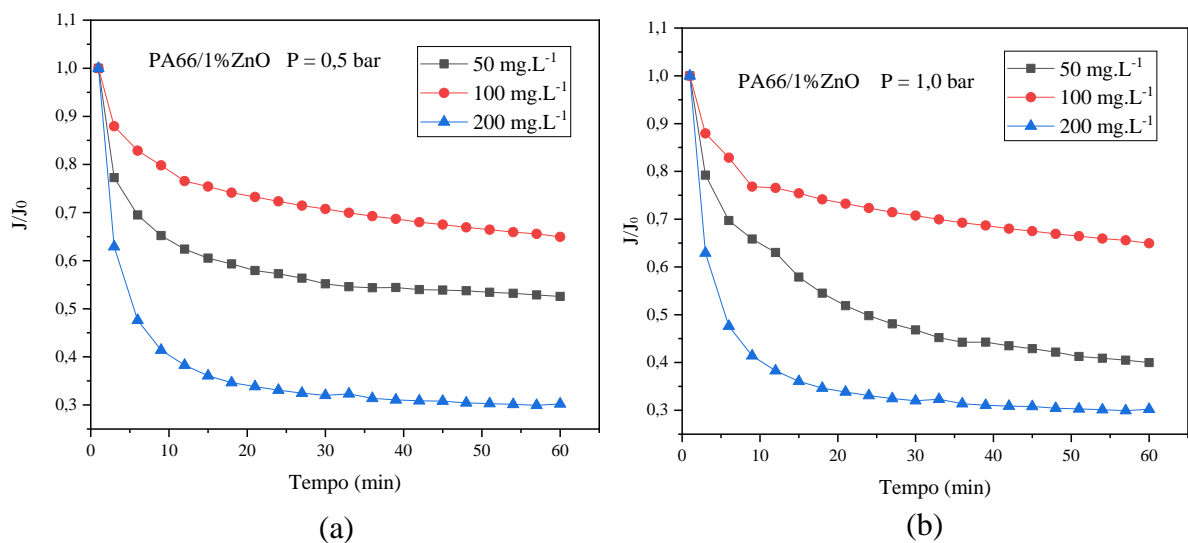 1,1
1,0
0,9
0,8
0,7
0,6
0,5
0,4
0,3
J/J0
PA66/1%ZnO P = 0,5 bar
50 mg.L-1
100 mg.L-1
200 mg.L-1
0 10 20 30 40 50 60
Tempo (min)
(a)
1,1
1,0
0,9
0,8
0,7
0,6
0,5
0,4
0,3
J/J0
PA66/1%ZnO P = 1,0 bar
50 mg.L-1
100 mg.L-1
200 mg.L-1
0 10 20 30 40 50 60
Tempo (min)
(b)